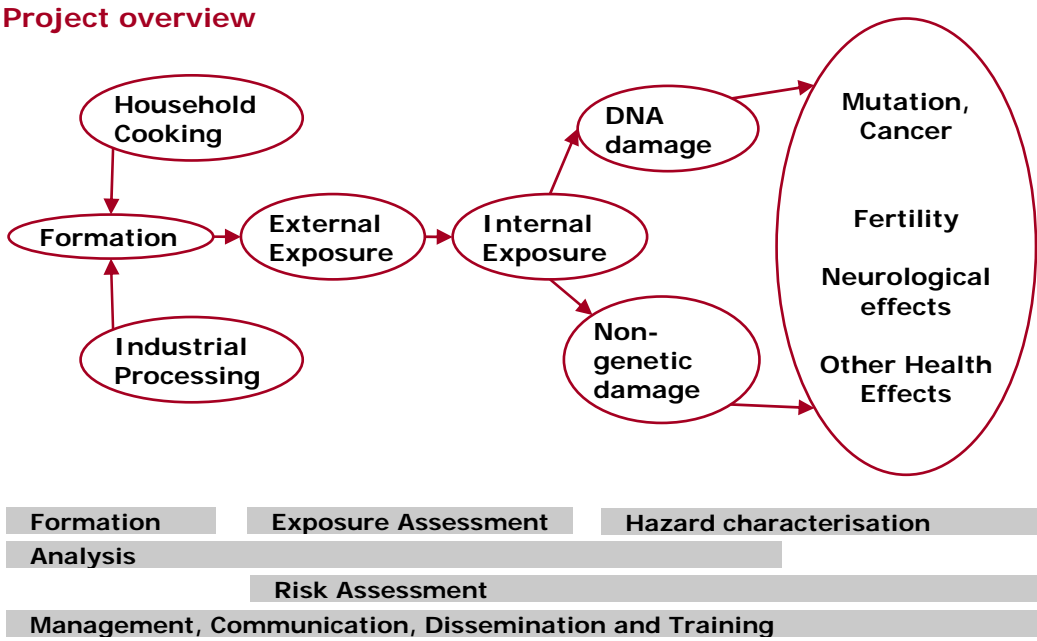 Project overview
Household
Cooking
Formation
Industrial
Processing
External
Exposure
Internal
Exposure
DNA
damage
Non-
genetic
damage
Mutation,
Cancer
Fertility
Neurological
effects
Other Health
Effects
Formation
Exposure Assessment
Hazard characterisation
Analysis
Risk Assessment
Management, Communication, Dissemination and Training